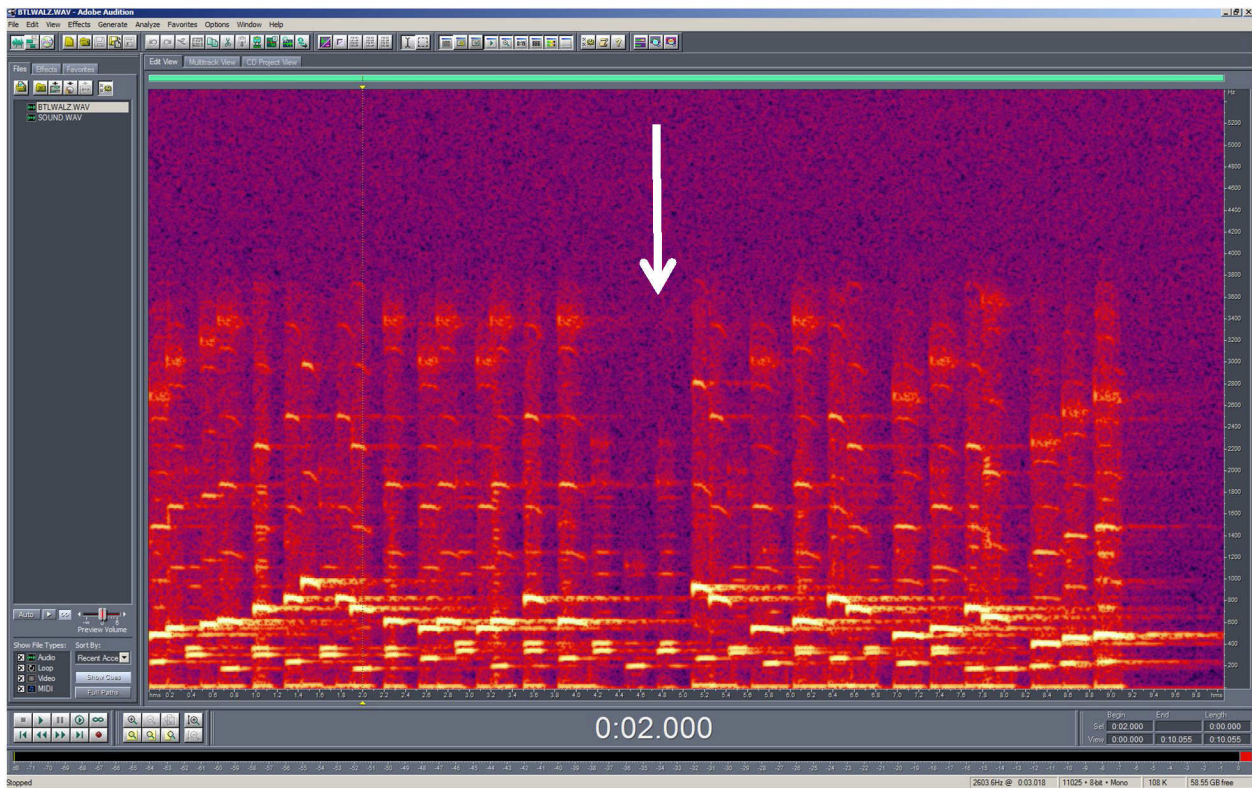 BTLWALZ.WAV - Adobe Audition
File Edit View Effects Generate Analyze Favorites Options Window Help
Files Effects Favorites
Edit View Multitrack View CD Project View
BTLWALZ.WAV
SOUND.WAV
Hz
5200
5000
4800
4600
4400
4200
4000
3800
3600
3400
3200
3000
2800
2600
2400
2200
2000
1800
1600
1400
1200
1000
800
600
400
200
Auto
Preview Volume
Show File Types: Sort By:
Audio Recent Acce
Loop
Video Show Cues
MIDI Full Paths
hms 0.2 0.4 0.6 0.8 1.0 1.2 1.4 1.6 1.8 2.0 2.2 2.4 2.6 2.8 3.0 3.2 3.4 3.6 3.8 4.0 4.2 4.4 4.6 4.8 5.0 5.2 5.4 5.6 5.8 6.0 6.2 6.4 6.6 6.8 7.0 7.2 7.4 7.6 7.8 8.0 8.2 8.4 8.6 8.8 9.0 9.2 9.4 9.6 9.8 hms
0:02.000
Begin End Length
Sel 0:02.000 0:00.000
View 0:00.000 0:10.055 0:10.055
Stopped
2603.6Hz @ 0:03.018 11025 • 8-bit • Mono 108 K 58.55 GB free